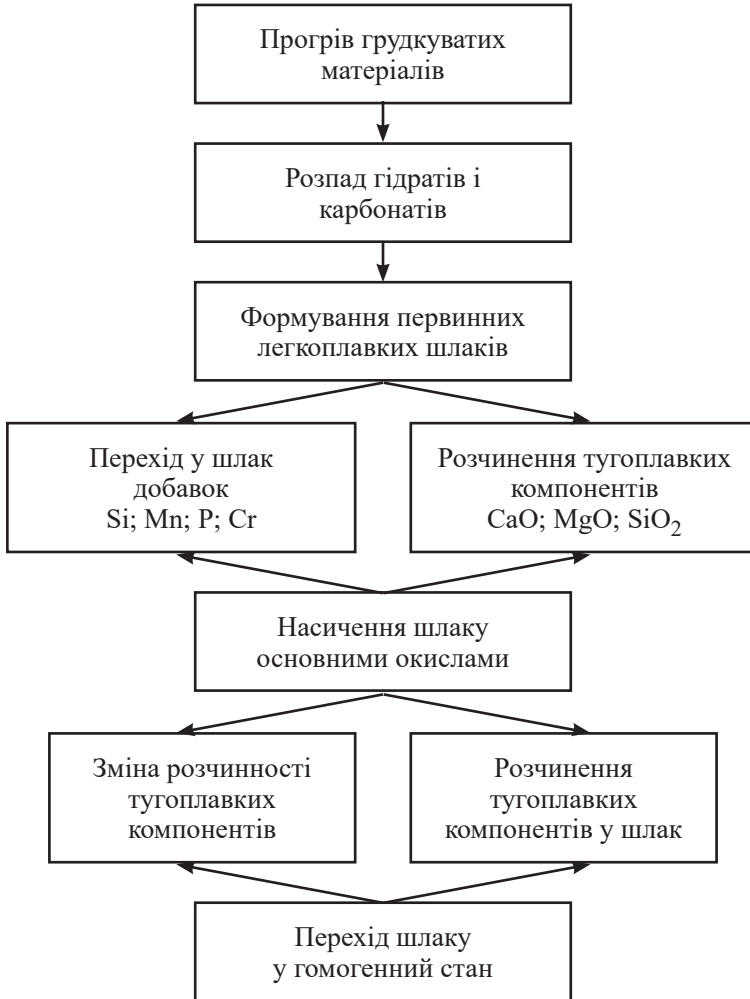 Прогрів грудкуватих
матеріалів
Розпад гідратів і
карбонатів
Формування первинних
легкоплавких шлаків
Перехід у шлак
добавок
Si; Mn; P; Cr
Розчинення тугоплавких
компонентів
CaO; MgO; SiO₂
Насичення шлаку
основними окислами
Зміна розчинності
тугоплавких
компонентів
Розчинення
тугоплавких
компонентів у шлак
Перехід шлаку
у гомогенний стан